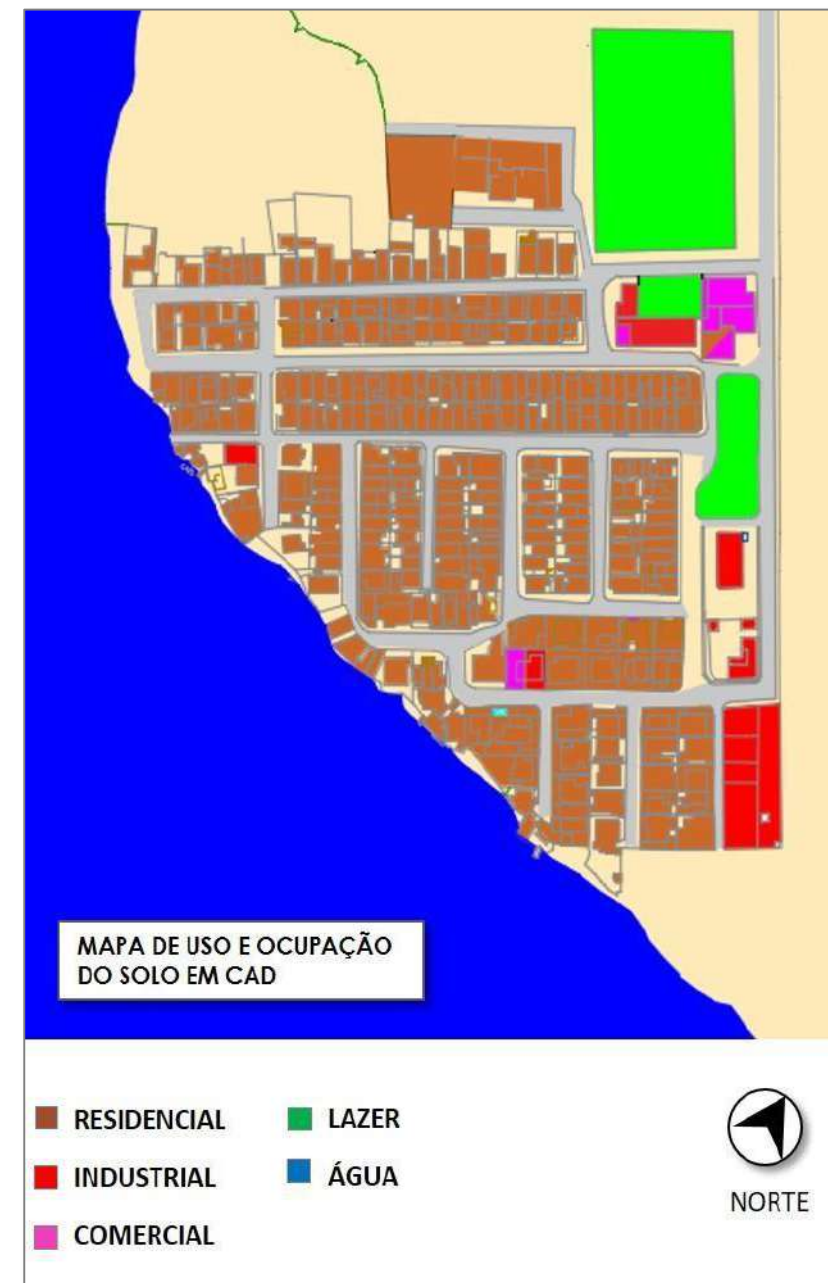 MAPA DE USO E OCUPAÇÃO
DO SOLO EM CAD
RESIDENCIAL
LAZER
INDUSTRIAL
ÁGUA
COMERCIAL
NORTE